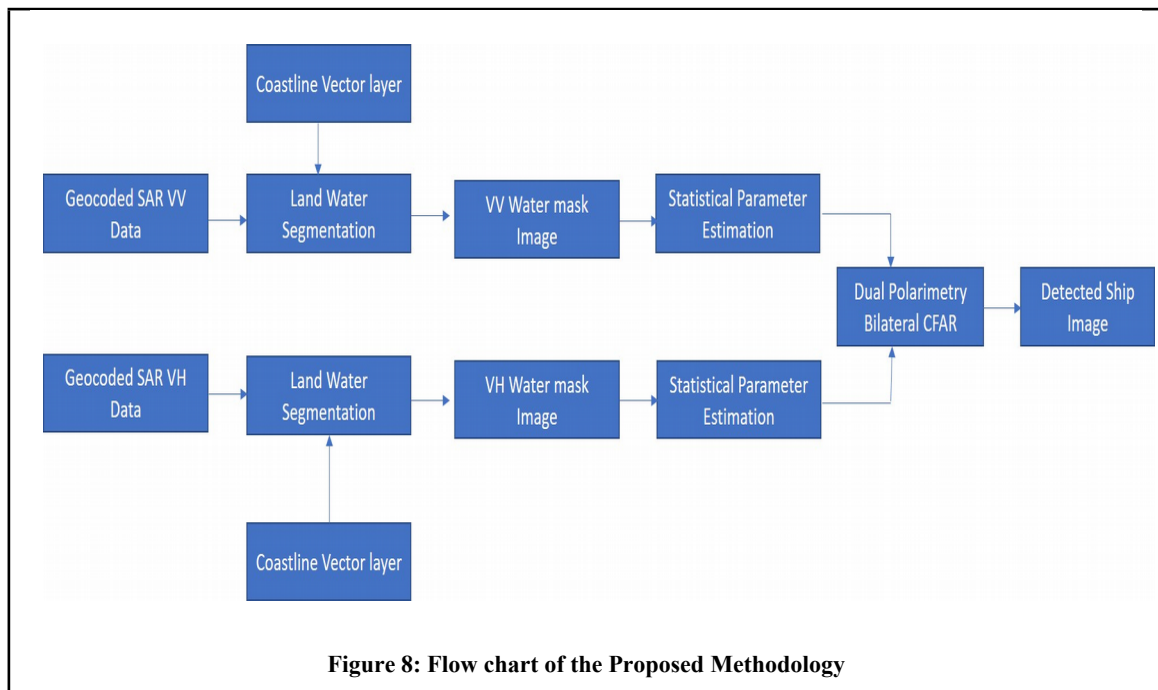 Coastline Vector layer
Geocoded SAR VV
Data
Land Water
Segmentation
VV Water mask
Image
Statistical Parameter
Estimation
Dual Polarimetry
Bilateral CFAR
Detected Ship
Image
Geocoded SAR VH
Data
Land Water
Segmentation
VH Water mask
Image
Statistical Parameter
Estimation
Coastline Vector layer
Figure 8: Flow chart of the Proposed Methodology